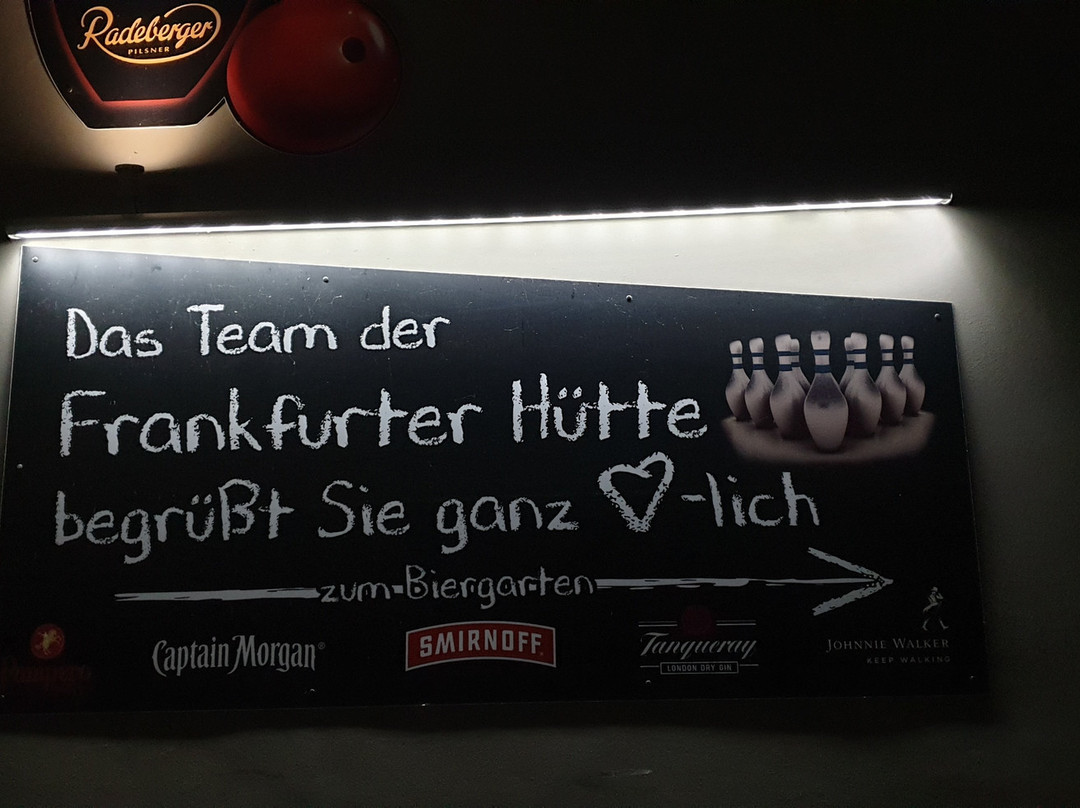 Radeberger
PILSNER
Das Team der
Frankfurter Hütte
begrüßt Sie ganz ♡-lich
zum Biergarten
Captain Morgan®
SMIRNOFF
Tanqueray
LONDON DRY GIN
JOHNNIE WALKER
KEEP WALKING